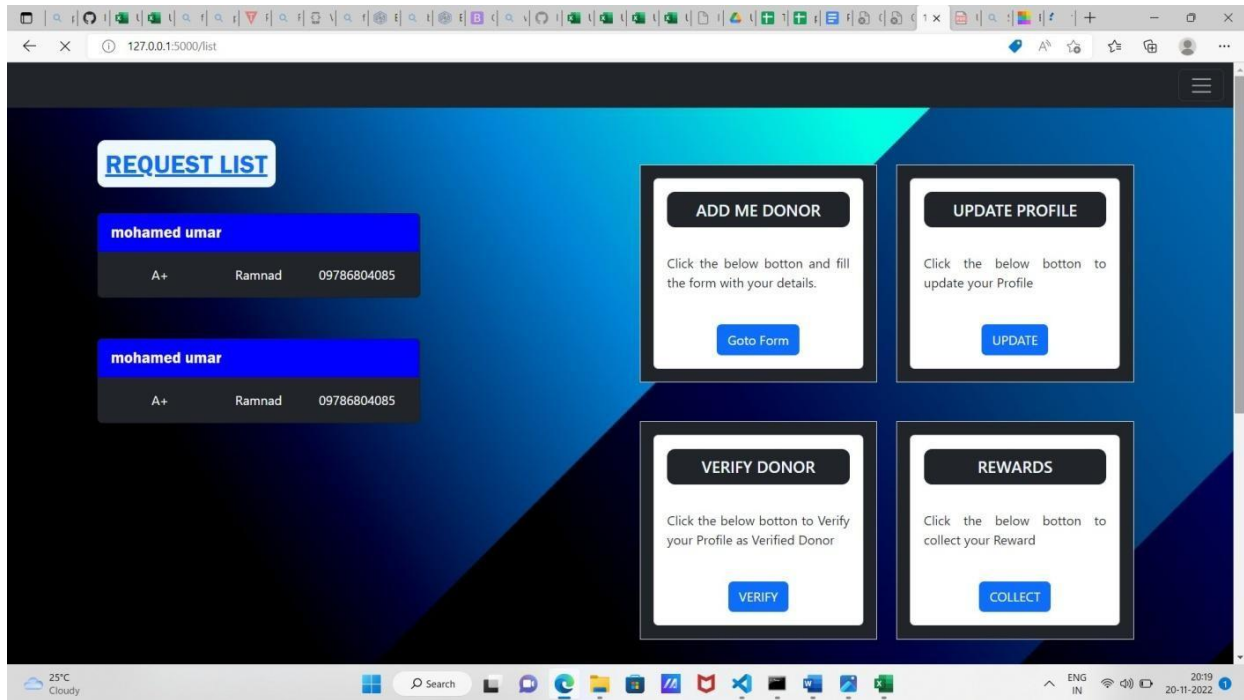 127.0.0.1:5000/list
REQUEST LIST
mohamed umar
A+ Ramnad 09786804085
mohamed umar
A+ Ramnad 09786804085
ADD ME DONOR
Click the below botton and fill
the form with your details.
Goto Form
UPDATE PROFILE
Click the below botton to
update your Profile
UPDATE
VERIFY DONOR
Click the below botton to Verify
your Profile as Verified Donor
VERIFY
REWARDS
Click the below botton to
collect your Reward
COLLECT
25°C
Cloudy
Search
ENG
IN
20:19
20-11-2022
1